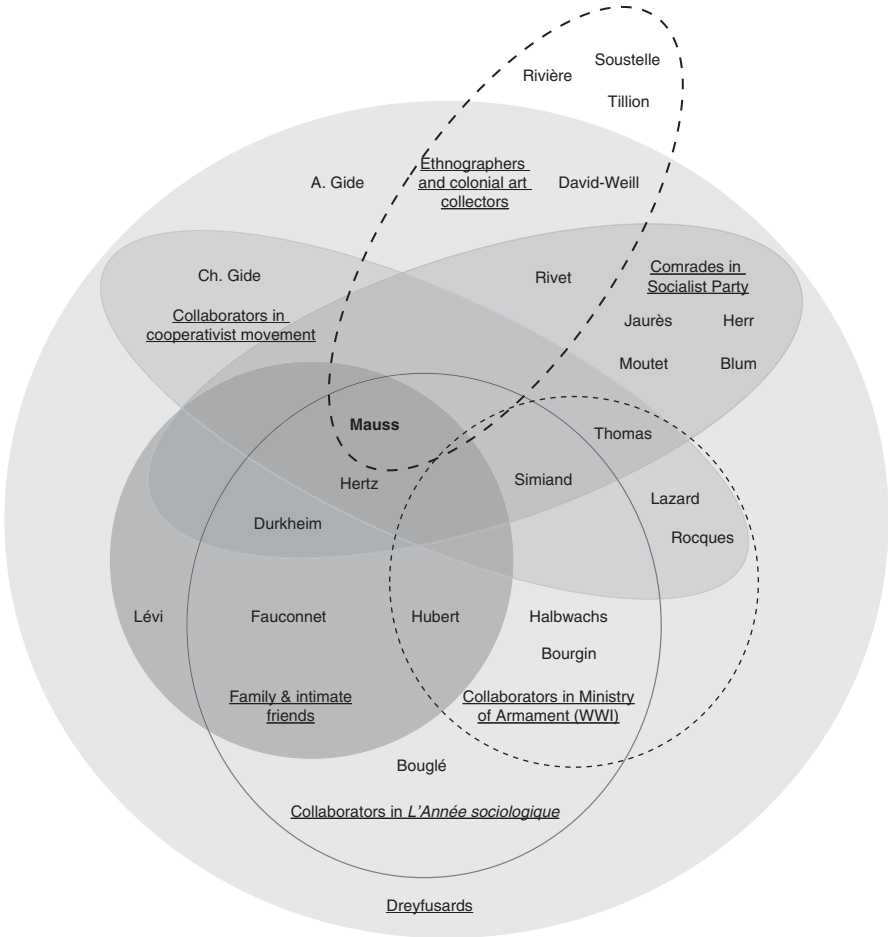 Soustelle
Rivière
Tillion
Ethnographers
and colonial art
collectors
A. Gide
David-Weill
Ch. Gide
Rivet
Comrades in
Socialist Party
Collaborators in
cooperativist movement
Jaurès
Herr
Moutet
Blum
Mauss
Thomas
Hertz
Simiand
Lazard
Durkheim
Rocques
Lévi
Fauconnet
Hubert
Halbwachs
Bourgin
Family & intimate
friends
Collaborators in Ministry
of Armament (WWI)
Bouglé
Collaborators in L'Année sociologique
Dreyfusards